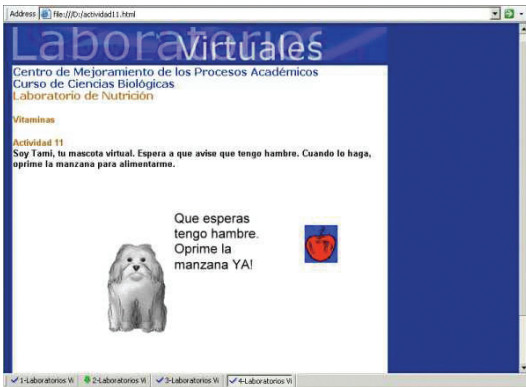 Address file:///D:/actividad11.html
Laboratorios
Virtuales
Centro de Mejoramiento de los Procesos Académicos
Curso de Ciencias Biológicas
Laboratorio de Nutrición
Vitaminas
Actividad 11
Soy Tami, tu mascota virtual. Espera a que avise que tengo hambre. Cuando lo haga,
oprime la manzana para alimentarme.
Que esperas
tengo hambre.
Oprime la
manzana YA!
1-Laboratorios Vi 2-Laboratorios Vi 3-Laboratorios Vi 4-Laboratorios Vi